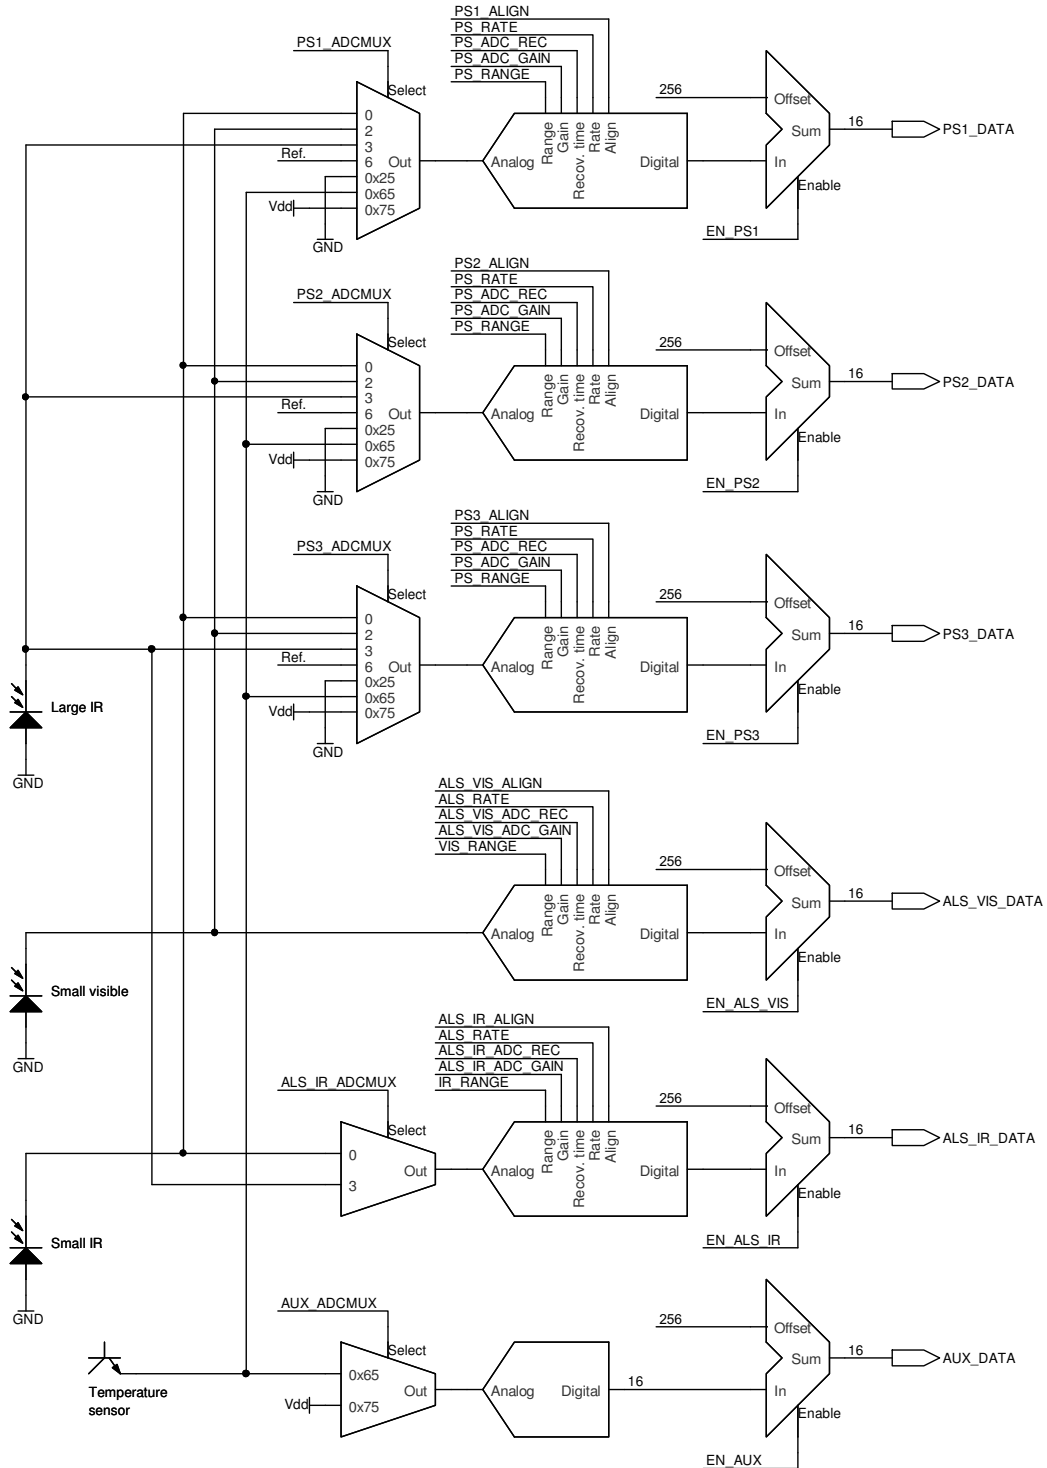 PS1_ALIGN
PS_RATE
PS_ADC_REC
PS_ADC_GAIN
PS_RANGE
PS1_ADCMUX
Select
0
2
3
Ref.
6
Out
0x25
0x65
Vdd
0x75
GND
Analog
Range
Gain
Recov. time
Rate
Align
Digital
256
Offset
Sum
In
Enable
EN_PS1
16
PS1_DATA
PS2_ALIGN
PS_RATE
PS_ADC_REC
PS_ADC_GAIN
PS_RANGE
PS2_ADCMUX
Select
0
2
3
Ref.
6
Out
0x25
0x65
Vdd
0x75
GND
Analog
Range
Gain
Recov. time
Rate
Align
Digital
256
Offset
Sum
In
Enable
EN_PS2
16
PS2_DATA
PS3_ALIGN
PS_RATE
PS_ADC_REC
PS_ADC_GAIN
PS_RANGE
PS3_ADCMUX
Select
0
2
3
Ref.
6
Out
0x25
0x65
Vdd
0x75
GND
Analog
Range
Gain
Recov. time
Rate
Align
Digital
256
Offset
Sum
In
Enable
EN_PS3
16
PS3_DATA
Large IR
GND
ALS_VIS_ALIGN
ALS_RATE
ALS_VIS_ADC_REC
ALS_VIS_ADC_GAIN
VIS_RANGE
Analog
Range
Gain
Recov. time
Rate
Align
Digital
256
Offset
Sum
In
Enable
EN_ALS_VIS
16
ALS_VIS_DATA
Small visible
GND
ALS_IR_ALIGN
ALS_RATE
ALS_IR_ADC_REC
ALS_IR_ADC_GAIN
IR_RANGE
ALS_IR_ADCMUX
Select
0
Out
3
Analog
Range
Gain
Recov. time
Rate
Align
Digital
256
Offset
Sum
In
Enable
EN_ALS_IR
16
ALS_IR_DATA
Small IR
GND
AUX_ADCMUX
Select
0x65
Out
Vdd
0x75
Temperature
sensor
Analog
Digital
16
256
Offset
Sum
In
Enable
EN_AUX
16
AUX_DATA